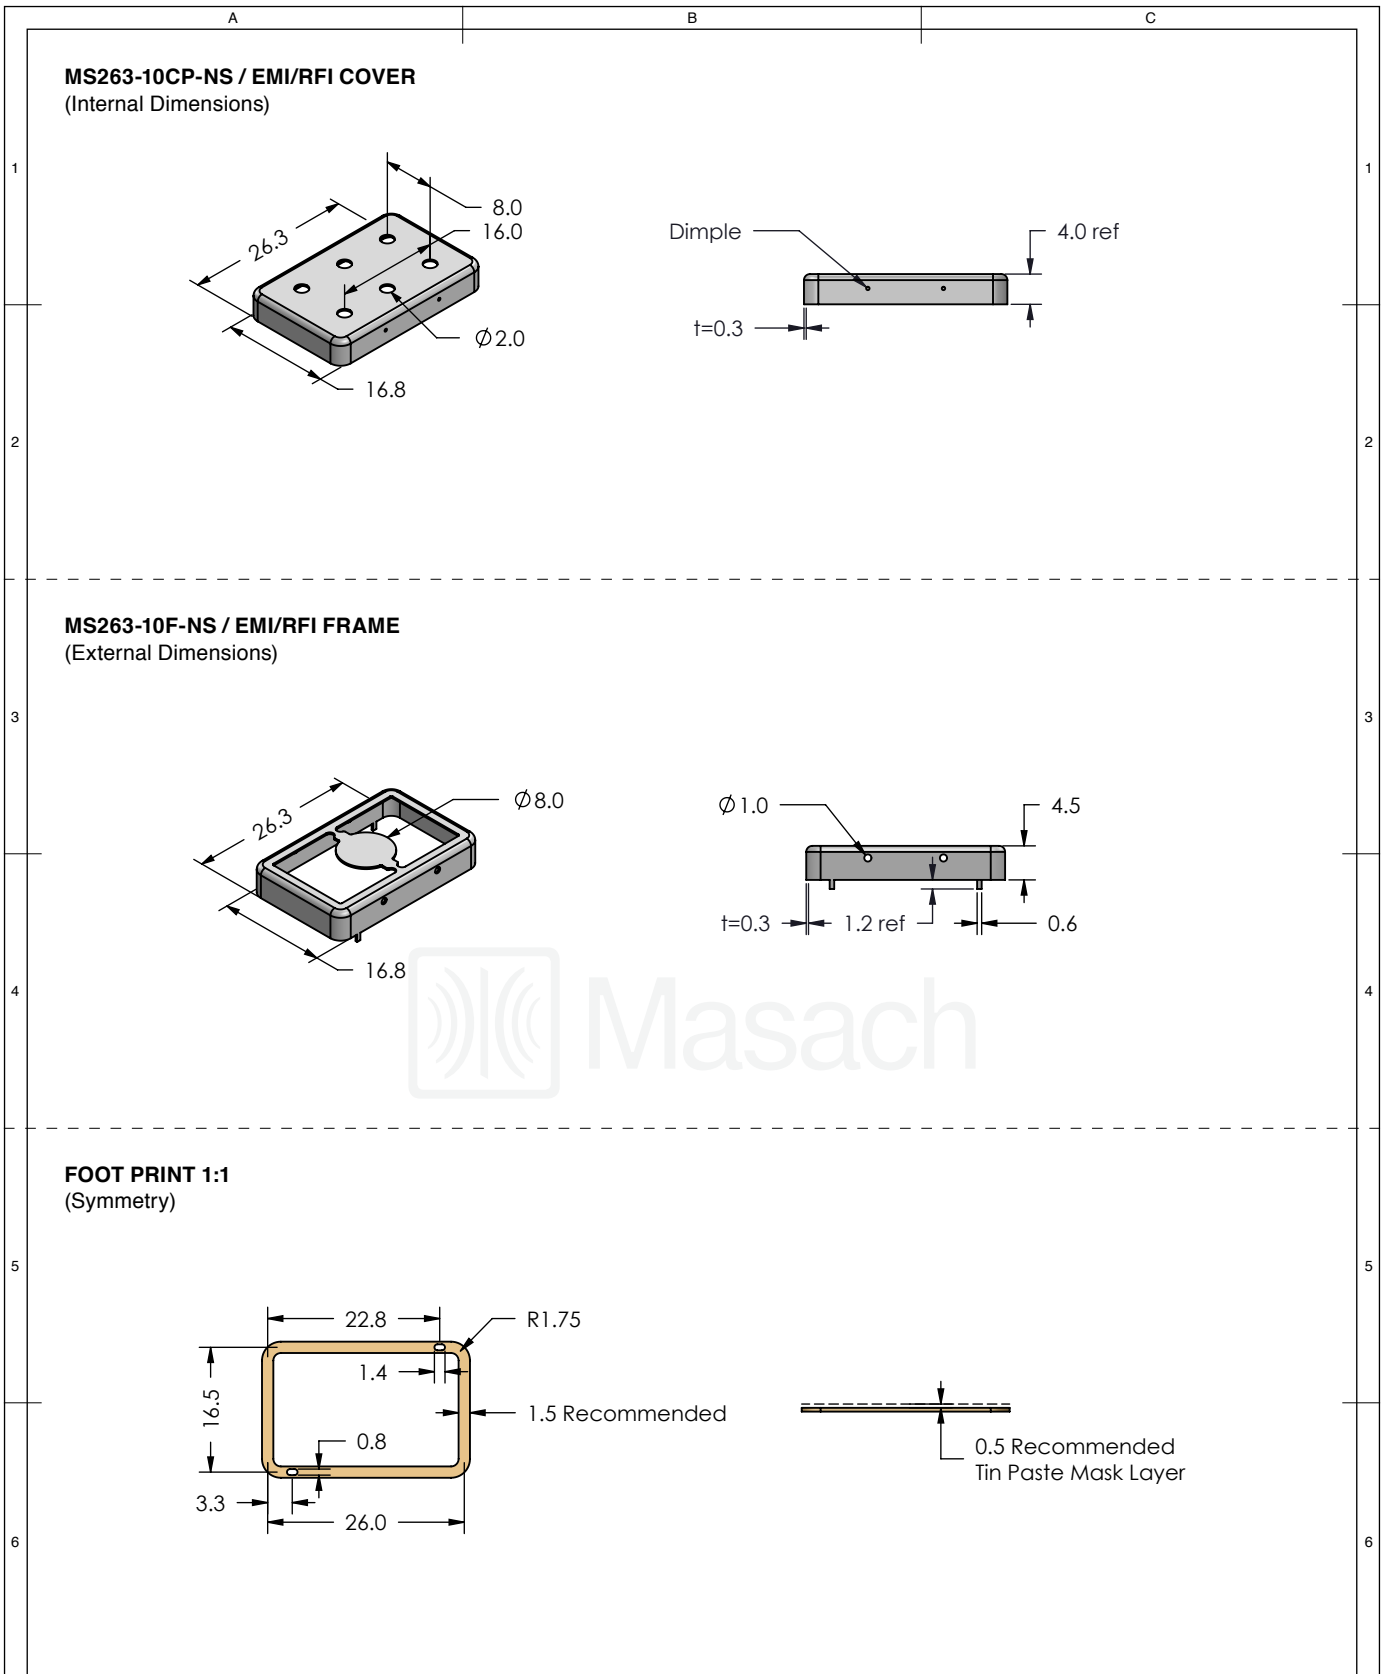 A B C
MS263-10CP-NS / EMI/RFI COVER
(Internal Dimensions)
1 1
8.0
16.0
26.3
Dimple
4.0 ref
t=0.3
Ø2.0
16.8
2 2
MS263-10F-NS / EMI/RFI FRAME
(External Dimensions)
3 3
26.3
Ø8.0
Ø1.0
4.5
t=0.3
1.2 ref
0.6
16.8
Masach
4 4
FOOT PRINT 1:1
(Symmetry)
5 5
22.8
R1.75
1.4
16.5
1.5 Recommended
0.8
0.5 Recommended
Tin Paste Mask Layer
3.3
26.0
6 6